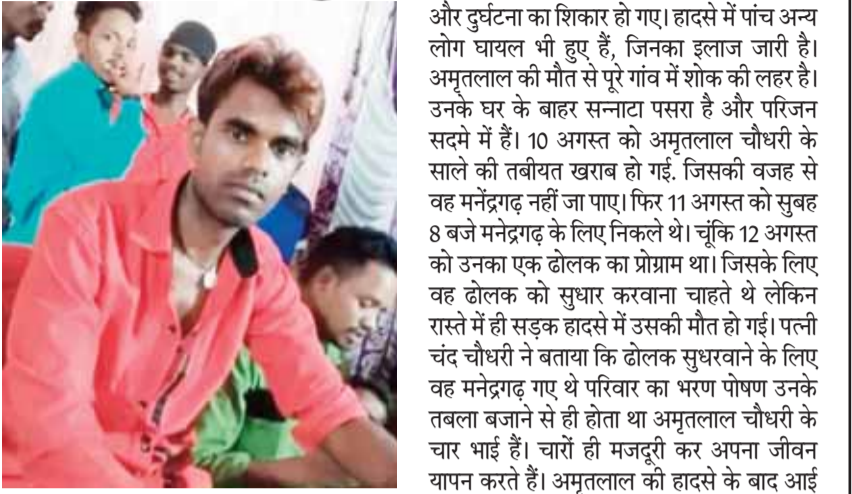 और दुर्घटना का शिकार हो गए। हादसे में पांच अन्य
लोग घायल भी हुए हैं, जिनका इलाज जारी है।
अमृतलाल की मौत से पूरे गांव में शोक की लहर है।
उनके घर के बाहर सन्नाटा पसरा है और परिजन
सदमे में हैं। 10 अगस्त को अमृतलाल चौधरी के
साले की तबीयत खराब हो गई. जिसकी वजह से
वह मनेंद्रगढ़ नहीं जा पाए। फिर 11 अगस्त को सुबह
8 बजे मनेद्रगढ़ के लिए निकले थे। चूंकि 12 अगस्त
को उनका एक ढोलक का प्रोग्राम था। जिसके लिए
वह ढोलक को सुधार करवाना चाहते थे लेकिन
रास्ते में ही सड़क हादसे में उसकी मौत हो गई। पत्नी
चंद चौधरी ने बताया कि ढोलक सुधरवाने के लिए
वह मनेद्रगढ़ गए थे परिवार का भरण पोषण उनके
तबला बजाने से ही होता था अमृतलाल चौधरी के
चार भाई हैं। चारों ही मजदूरी कर अपना जीवन
यापन करते हैं। अमृतलाल की हादसे के बाद आई